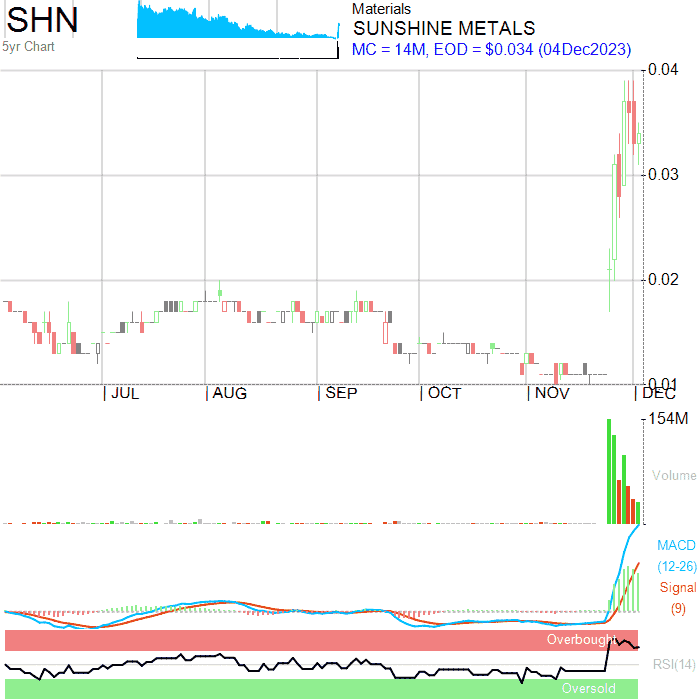 SHN
5yr Chart
Materials
SUNSHINE METALS
MC = 14M, EOD = $0.034 (04Dec2023)
0.04
0.03
0.02
0.01
JUL AUG SEP OCT NOV DEC
154M
Volume
MACD
(12-26)
Signal
(9)
Overbought
RSI(14)
Oversold